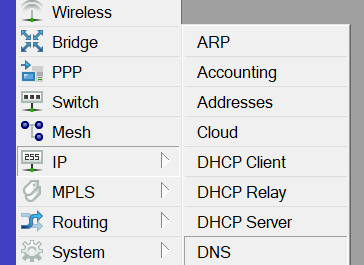 Wireless
Bridge
PPP
Switch
Mesh
255
IP
MPLS
Routing
System
ARP
Accounting
Addresses
Cloud
DHCP Client
DHCP Relay
DHCP Server
DNS